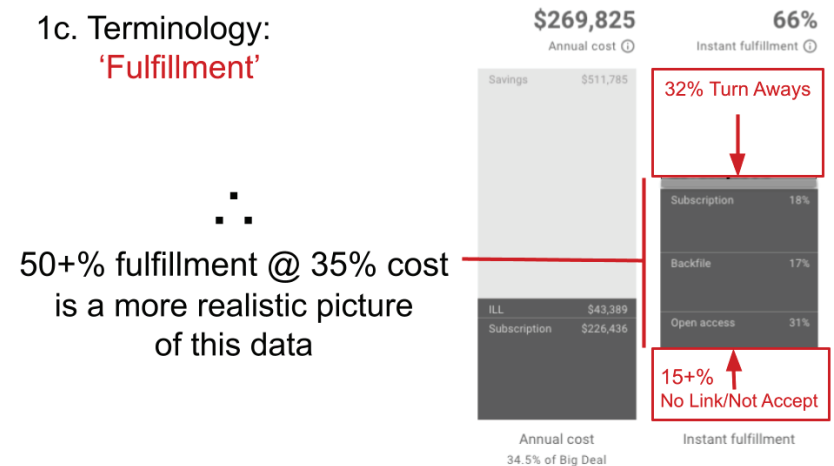 1c. Terminology:
'Fulfillment'
∴
50+% fulfillment @ 35% cost
is a more realistic picture
of this data
$269,825
Annual cost ⓘ
Savings $511,785
ILL $43,389
Subscription $226,436
Annual cost
34.5% of Big Deal
66%
Instant fulfillment ⓘ
32% Turn Aways
Subscription 18%
Backfile 17%
Open access 31%
15+%
No Link/Not Accept
Instant fulfillment